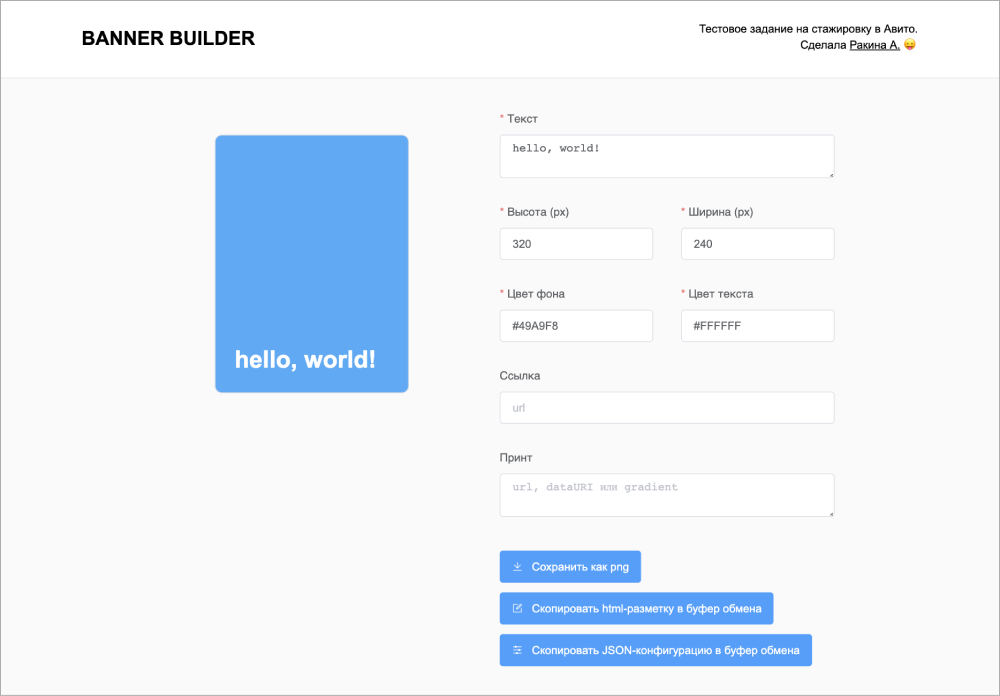 BANNER BUILDER
Тестовое задание на стажировку в Авито.
Сделала Ракина А. 😛
hello, world!
* Текст
hello, world!
* Высота (px)
* Ширина (px)
320
240
* Цвет фона
* Цвет текста
#49A9F8
#FFFFFF
Ссылка
url
Принт
url, dataURI или gradient
Сохранить как png
Скопировать html-разметку в буфер обмена
Скопировать JSON-конфигурацию в буфер обмена